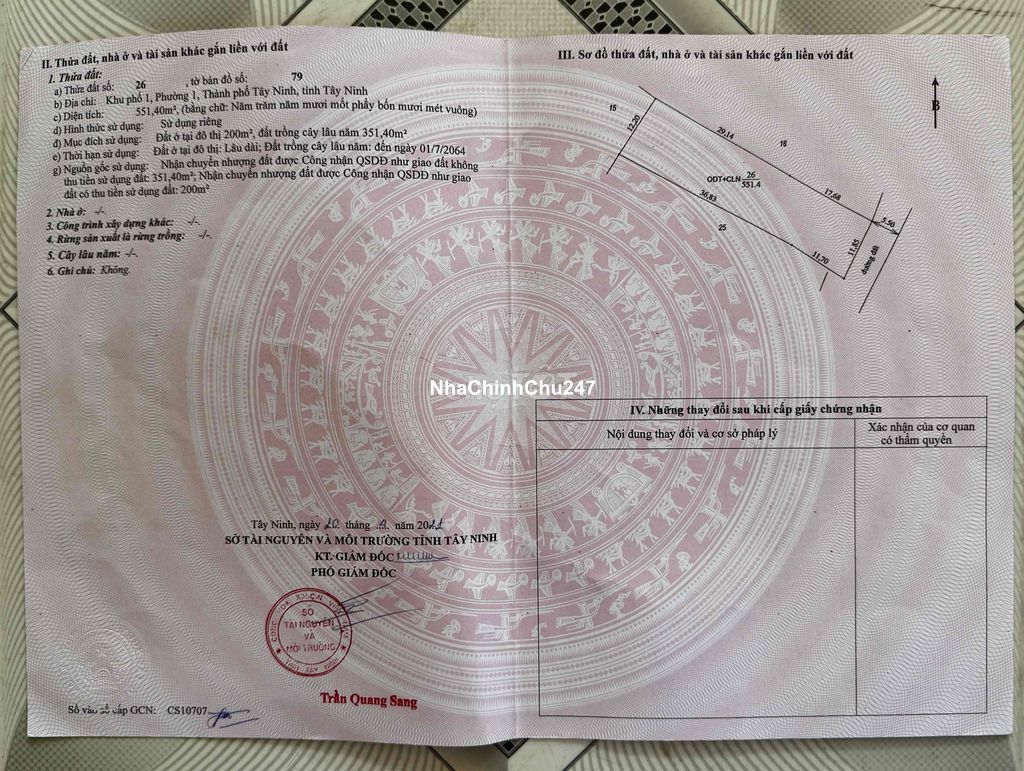 II. Thửa đất, nhà ở và tài sản khác gắn liền với đất
1. Thửa đất:
a) Thửa đất số: 26 , tờ bản đồ số: 79
b) Địa chỉ: Khu phố 1, Phường 1, Thành phố Tây Ninh, tỉnh Tây Ninh
c) Diện tích: 551,40m², (bằng chữ: Năm trăm năm mươi mốt phẩy bốn mươi mét vuông)
d) Hình thức sử dụng: Sử dụng riêng
đ) Mục đích sử dụng: Đất ở tại đô thị 200m², đất trồng cây lâu năm 351,40m²
e) Thời hạn sử dụng: Đất ở tại đô thị: Lâu dài; Đất trồng cây lâu năm: đến ngày 01/7/2064
g) Nguồn gốc sử dụng: Nhận chuyển nhượng đất được Công nhận QSDĐ như giao đất không
thu tiền sử dụng đất: 351,40m²; Nhận chuyển nhượng đất được Công nhận QSDĐ như giao
đất có thu tiền sử dụng đất: 200m²
2. Nhà ở: -/-
3. Công trình xây dựng khác: -/-
4. Rừng sản xuất là rừng trồng: -/-
5. Cây lâu năm: -/-
6. Ghi chú: Không
Tây Ninh, ngày tháng năm 20
SỞ TÀI NGUYÊN VÀ MÔI TRƯỜNG TỈNH TÂY NINH
KT. GIÁM ĐỐC
PHÓ GIÁM ĐỐC
SỞ
TÀI NGUYÊN
VÀ
MÔI TRƯỜNG
Trần Quang Sang
Số vào sổ cấp GCN: CS10707
III. Sơ đồ thửa đất, nhà ở và tài sản khác gắn liền với đất
B
15
12,20
29,14
16
ODT+CLN 26
551.4
17,68
36,83
25
5,50
11,85
11,70
đường đất
NhaChinhChu247
IV. Những thay đổi sau khi cấp giấy chứng nhận
Nội dung thay đổi và cơ sở pháp lý
Xác nhận của cơ quan
có thẩm quyền